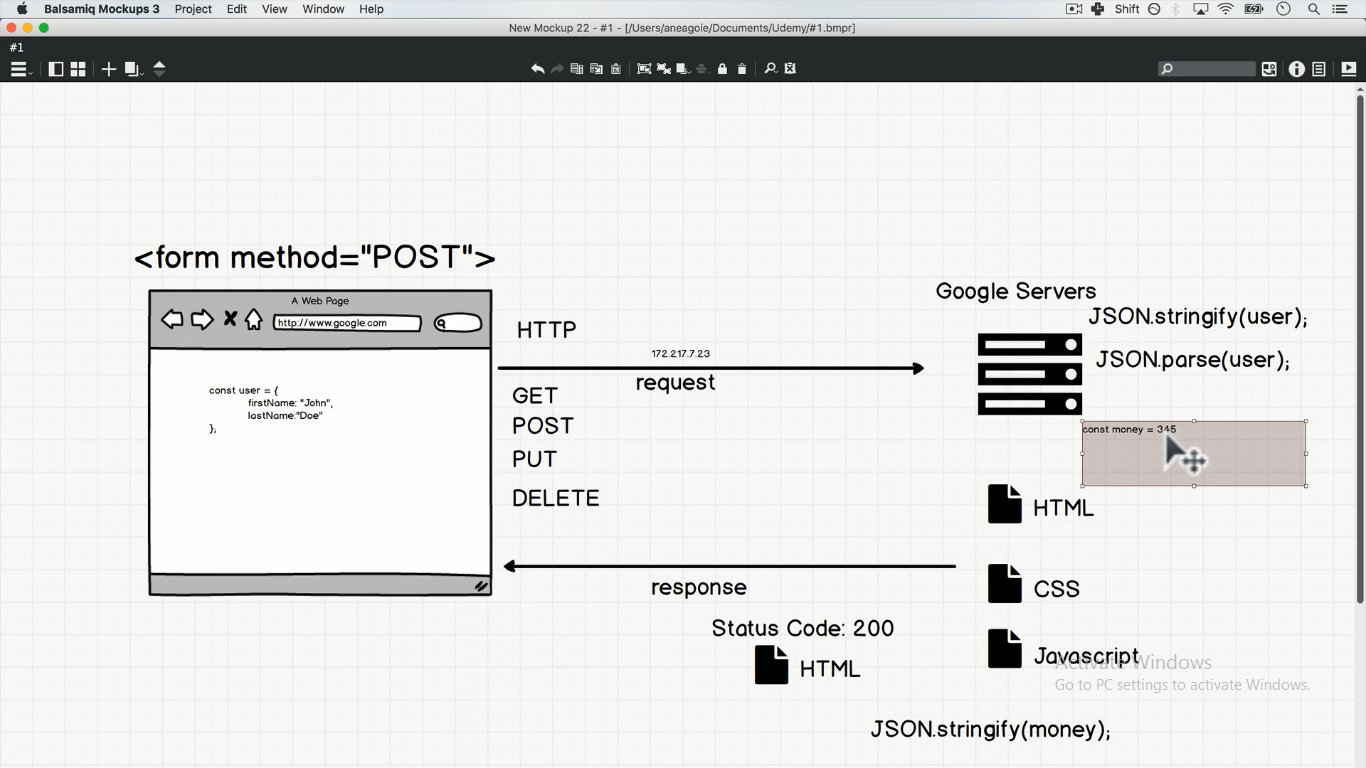 Balsamiq Mockups 3 Project Edit View Window Help Shift
New Mockup 22 - #1 - [/Users/aneagoie/Documents/Udemy/#1.bmpr]
#1
<form method="POST">
A Web Page
http://www.google.com
const user = {
firstName: "John",
lastName:"Doe"
};
HTTP
172.217.7.23
request
GET
POST
PUT
DELETE
Google Servers
JSON.stringify(user);
JSON.parse(user);
const money = 345
HTML
CSS
Javascript
response
Status Code: 200
HTML
JSON.stringify(money);
Activate Windows
Go to PC settings to activate Windows.